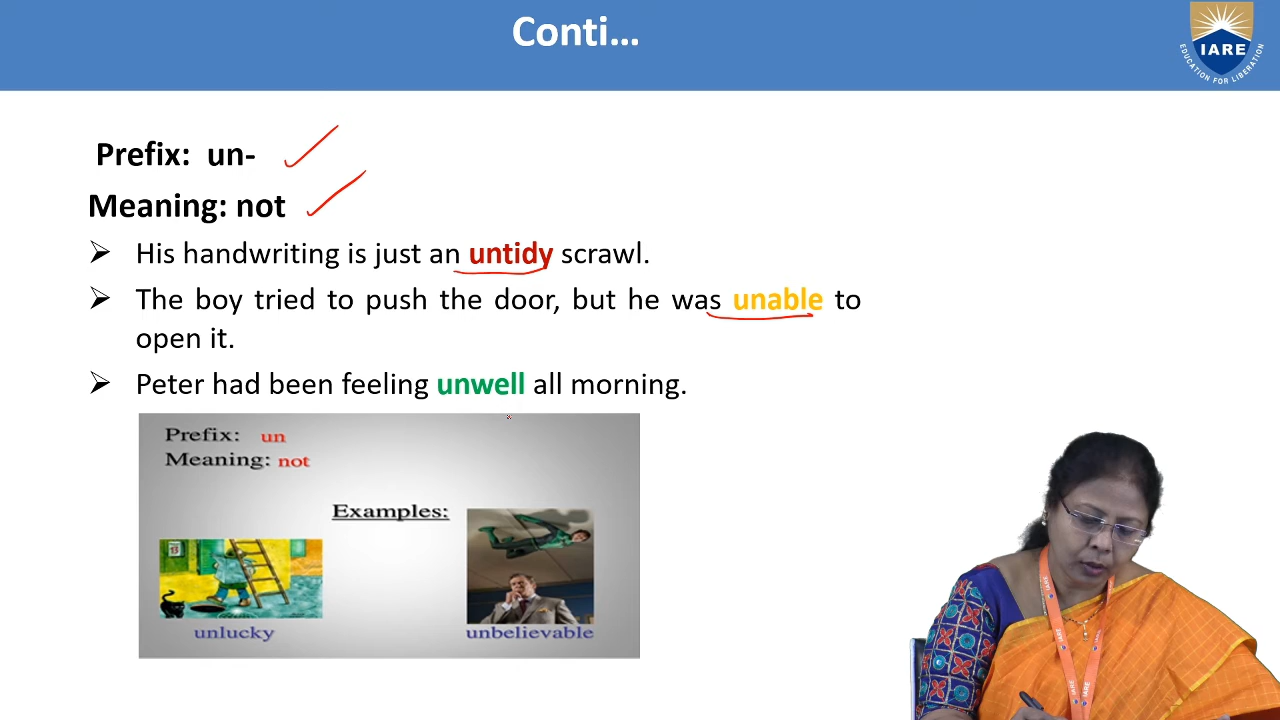 Conti...
IARE
EDUCATION FOR LIBERATION
Prefix: un-
Meaning: not
➢ His handwriting is just an untidy scrawl.
➢ The boy tried to push the door, but he was unable to
open it.
➢ Peter had been feeling unwell all morning.
Prefix: un
Meaning: not
Examples:
13
unlucky
unbelievable
IARE